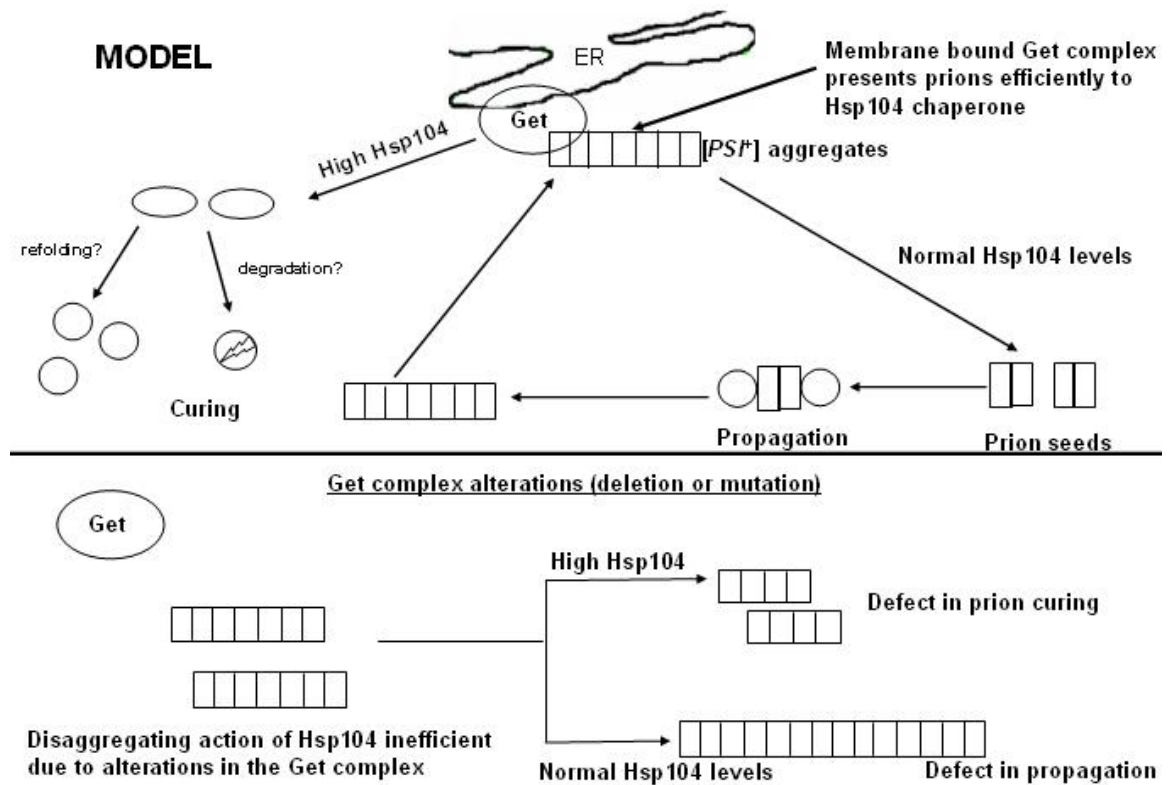 MODEL
ER
Membrane bound Get complex
presents prions efficiently to
Hsp104 chaperone
Get
[PSI+] aggregates
High Hsp104
refolding?
degradation?
Normal Hsp104 levels
Curing
Propagation
Prion seeds
Get complex alterations (deletion or mutation)
Get
High Hsp104
Defect in prion curing
Disaggregating action of Hsp104 inefficient
due to alterations in the Get complex
Normal Hsp104 levels
Defect in propagation